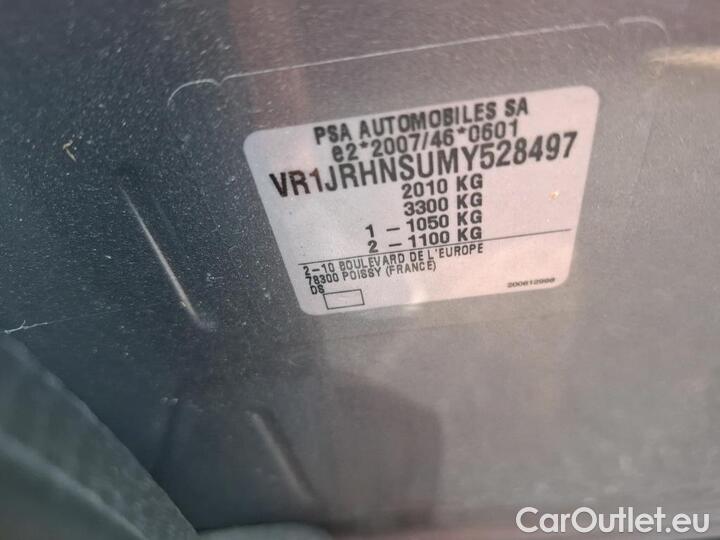 PSA AUTOMOBILES SA
e2*2007/46*0601
VR1JRHNSUMY528497
2010 KG
3300 KG
1 - 1050 KG
2 - 1100 KG
2-10 BOULEVARD DE L'EUROPE
78300 POISSY (FRANCE)
DS
200612998
CarOutlet.eu